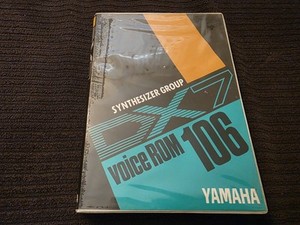 SYNTHESIZER GROUP
DX7
voice ROM 106
YAMAHA